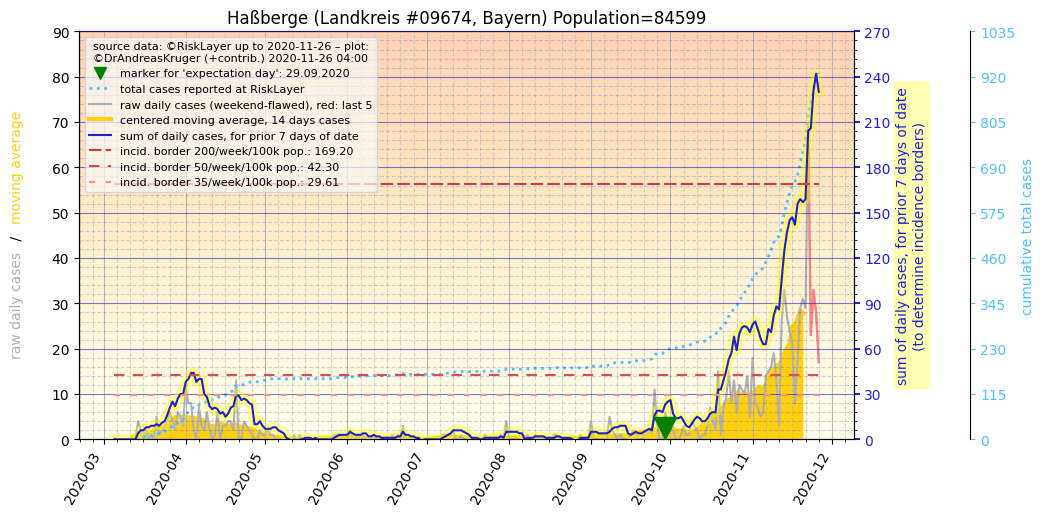 Haßberge (Landkreis #09674, Bayern) Population=84599
source data: ©RiskLayer up to 2020-11-26 – plot:
©DrAndreasKruger (+contrib.) 2020-11-26 04:00
marker for 'expectation day': 29.09.2020
total cases reported at RiskLayer
raw daily cases (weekend-flawed), red: last 5
centered moving average, 14 days cases
sum of daily cases, for prior 7 days of date
incid. border 200/week/100k pop.: 169.20
incid. border 50/week/100k pop.: 42.30
incid. border 35/week/100k pop.: 29.61
raw daily cases / moving average
90
80
70
60
50
40
30
20
10
0
270
240
210
180
150
120
90
60
30
0
sum of daily cases, for prior 7 days of date
(to determine incidence borders)
1035
920
805
690
575
460
345
230
115
0
cumulative total cases
2020-03
2020-04
2020-05
2020-06
2020-07
2020-08
2020-09
2020-10
2020-11
2020-12